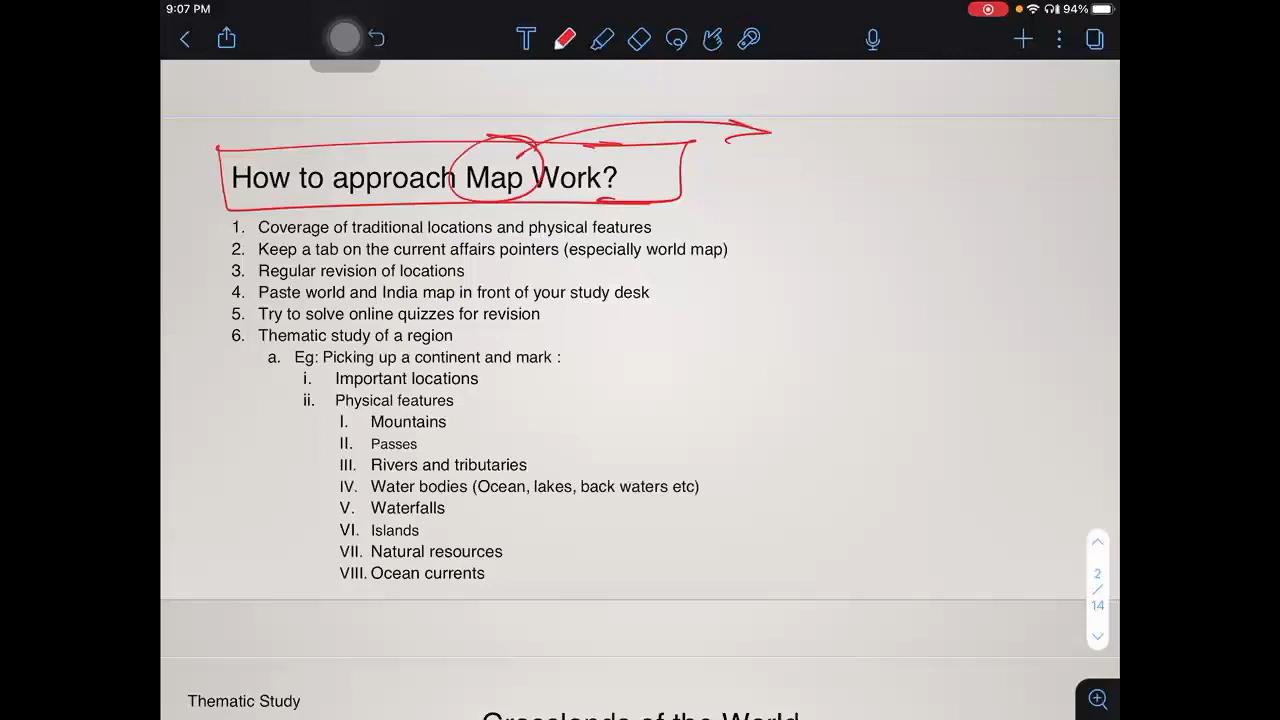 9:07 PM
94%
T
How to approach Map Work?
1. Coverage of traditional locations and physical features
2. Keep a tab on the current affairs pointers (especially world map)
3. Regular revision of locations
4. Paste world and India map in front of your study desk
5. Try to solve online quizzes for revision
6. Thematic study of a region
a. Eg: Picking up a continent and mark :
i. Important locations
ii. Physical features
I. Mountains
II. Passes
III. Rivers and tributaries
IV. Water bodies (Ocean, lakes, back waters etc)
V. Waterfalls
VI. Islands
VII. Natural resources
VIII. Ocean currents
2
/
14
Thematic Study
Grasslands of the World